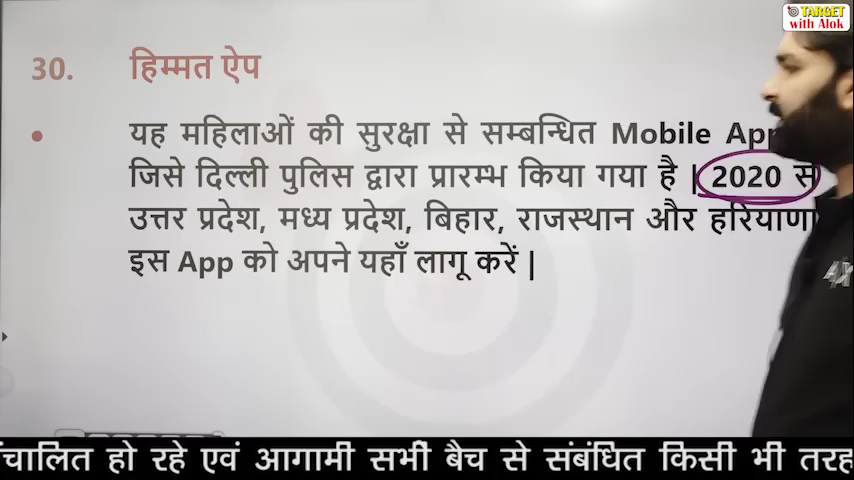 TARGET
with Alok
30. हिम्मत ऐप
यह महिलाओं की सुरक्षा से सम्बन्धित Mobile
जिसे दिल्ली पुलिस द्वारा प्रारम्भ किया गया है | 2020 से
उत्तर प्रदेश, मध्य प्रदेश, बिहार, राजस्थान और हरियाणा
इस App को अपने यहाँ लागू करें |
संचालित हो रहे एवं आगामी सभी बैच से संबंधित किसी भी तरह